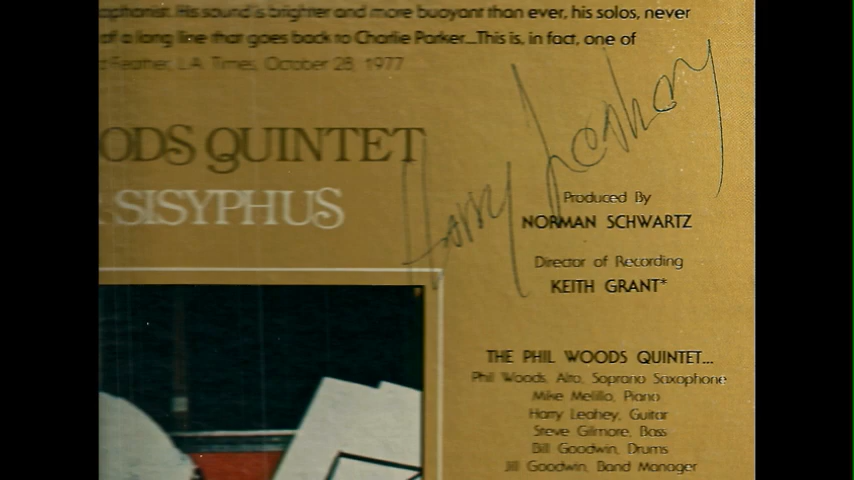 aphonist. His sound is brighter and more buoyant than ever, his solos, never
of a long line that goes back to Charlie Parker...This is, in fact, one of
d Feather, L.A. Times, October 28, 1977
ODS QUINTET
SISYPHUS
Harry Leahey
Produced By
NORMAN SCHWARTZ
Director of Recording
KEITH GRANT*
THE PHIL WOODS QUINTET...
Phil Woods, Alto, Soprano Saxophone
Mike Melillo, Piano
Harry Leahey, Guitar
Steve Gilmore, Bass
Bill Goodwin, Drums
Jill Goodwin, Band Manager